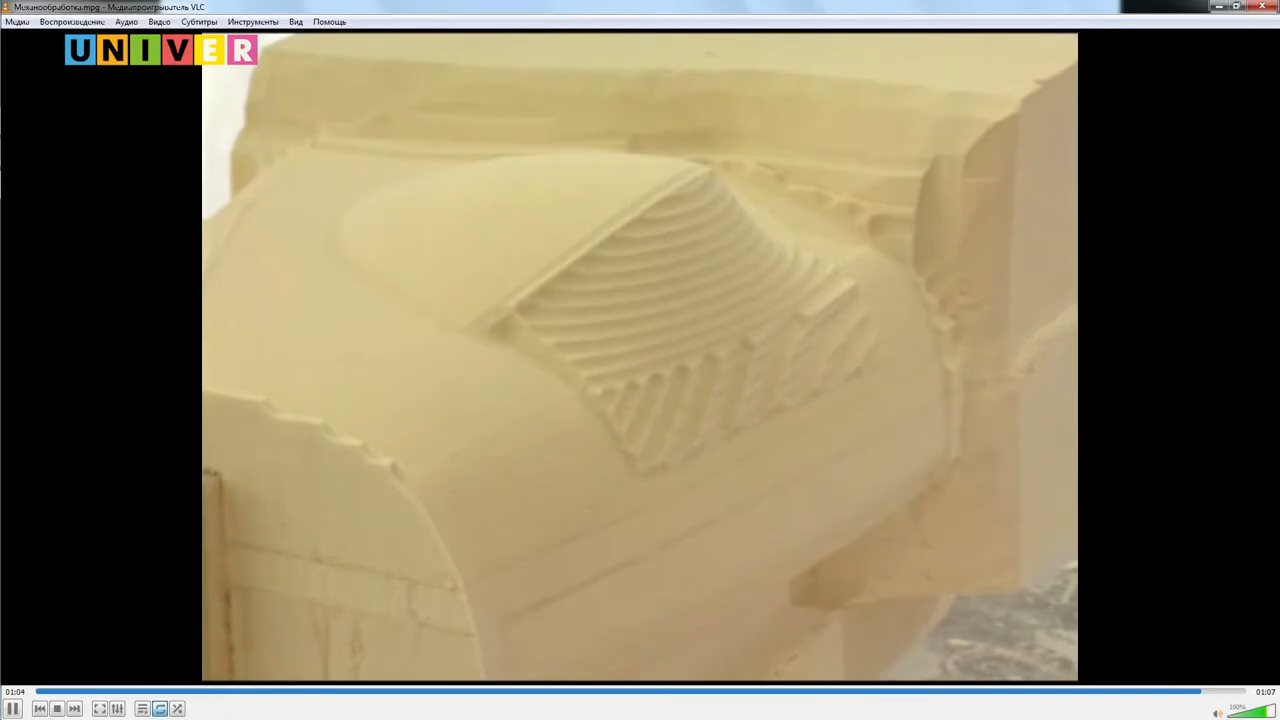 Механообработка.mpg - Медиапроигрыватель VLC
Медиа Воспроизведение Аудио Видео Субтитры Инструменты Вид Помощь
UNIVER
01:04 01:07
100%